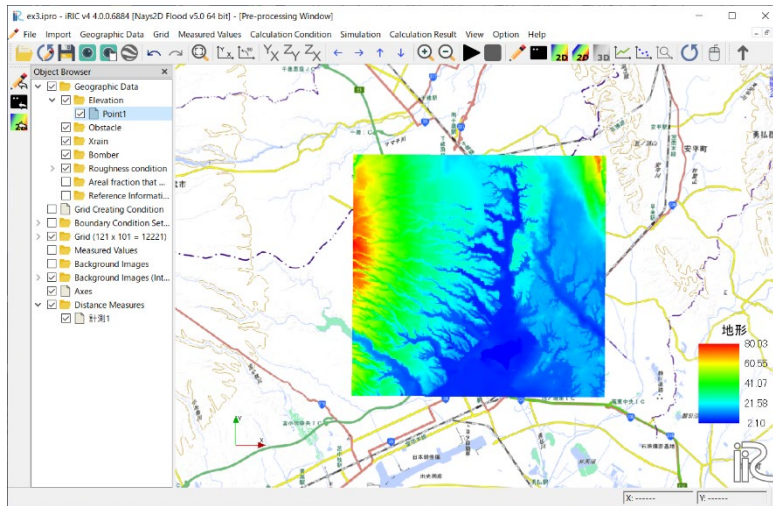 ex3.ipro - iRIC v4 4.0.0.6884 [Nays2D Flood v5.0 64 bit] - [Pre-processing Window]
File Import Geographic Data Grid Measured Values Calculation Condition Simulation Calculation Result View Option Help
Object Browser
Geographic Data
Elevation
Point1
Obstacle
Xrain
Bomber
Roughness condition
Areal fraction that ...
Reference Informati...
Grid Creating Condition
Boundary Condition Set...
Grid (121 x 101 = 12221)
Measured Values
Background Images
Background Images (Int...
Axes
Distance Measures
計測1
安平町
地形
80.03
60.55
41.07
21.58
2.10
iRIC
X: ------
Y: ------